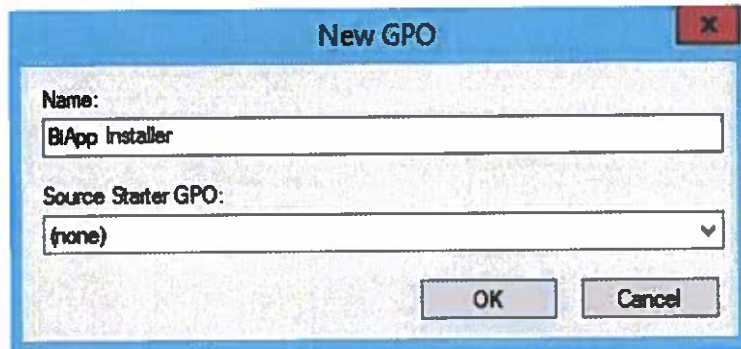 New GPO
x
Name:
BiApp Installer
Source Starter GPO:
(none)
OK Cancel